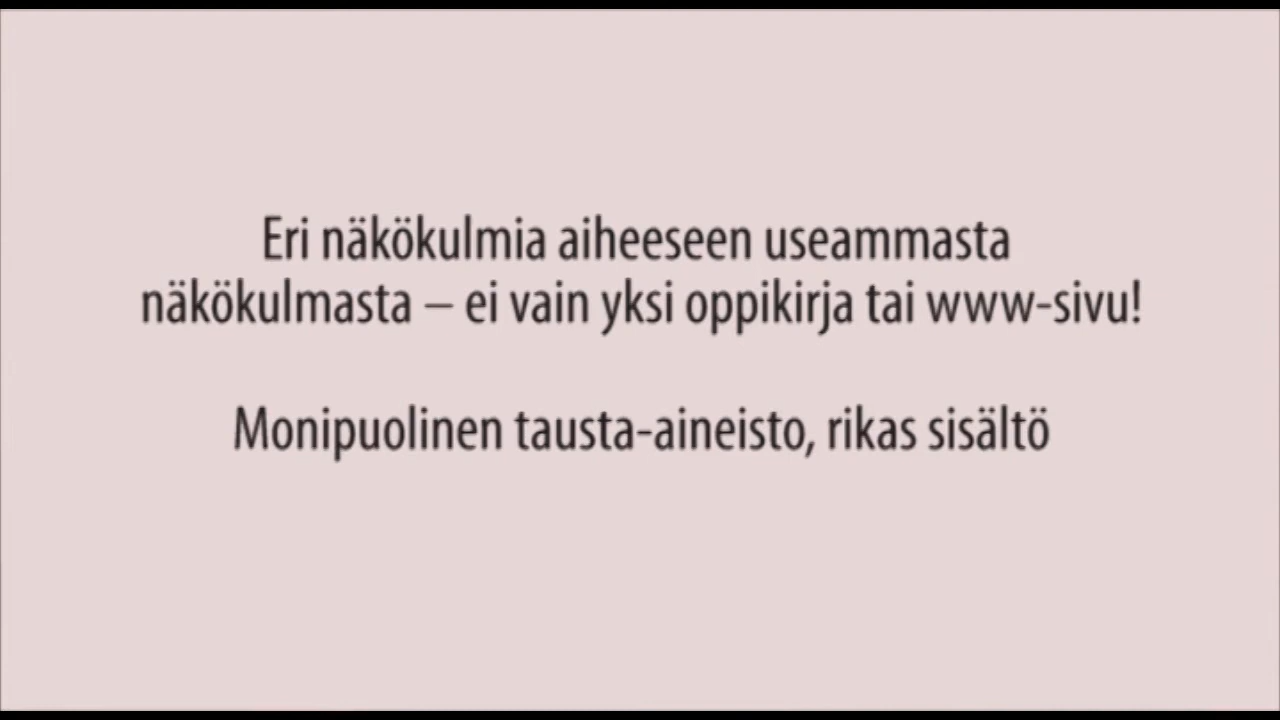 Eri näkökulmia aiheeseen useammasta
näkökulmasta – ei vain yksi oppikirja tai www-sivu!
Monipuolinen tausta-aineisto, rikas sisältö